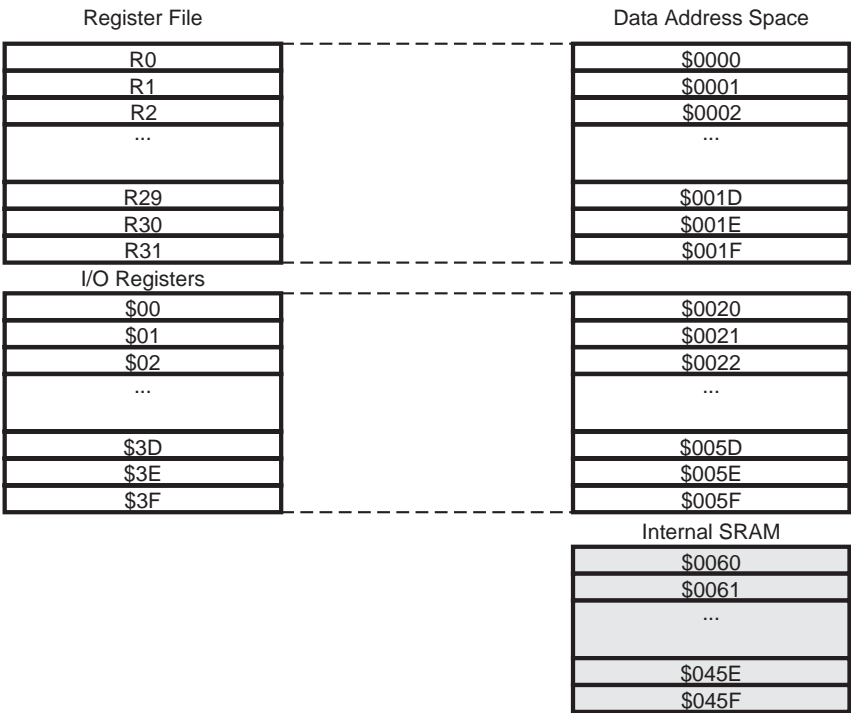 Register File Data Address Space
R0 $0000
R1 $0001
R2 $0002
... ...
R29 $001D
R30 $001E
R31 $001F
I/O Registers
$00 $0020
$01 $0021
$02 $0022
... ...
$3D $005D
$3E $005E
$3F $005F
Internal SRAM
$0060
$0061
...
$045E
$045F